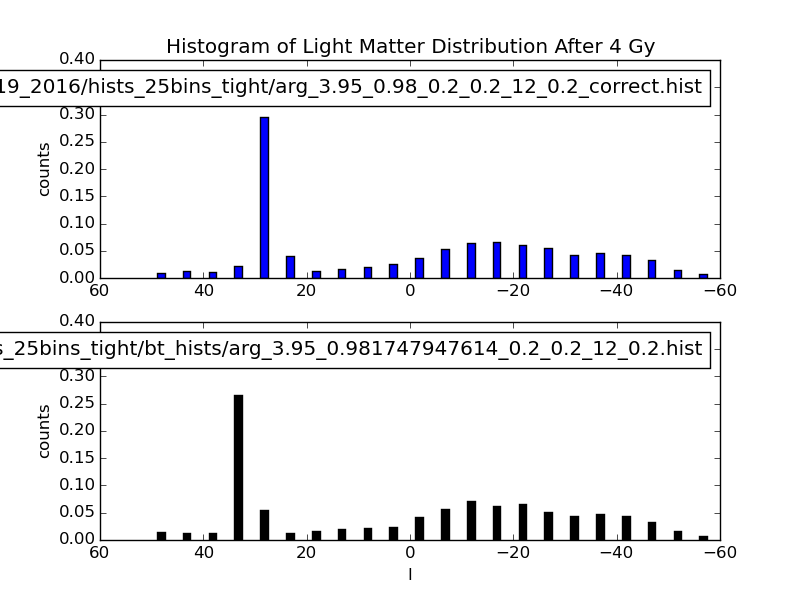 Histogram of Light Matter Distribution After 4 Gy
0.40
19_2016/hists_25bins_tight/arg_3.95_0.98_0.2_0.2_12_0.2_correct.hist
0.30
0.25
0.20
0.15
0.10
0.05
0.00
counts
60 40 20 0 −20 −40 −60
0.40
s_25bins_tight/bt_hists/arg_3.95_0.981747947614_0.2_0.2_12_0.2.hist
0.30
0.25
0.20
0.15
0.10
0.05
0.00
counts
60 40 20 0 −20 −40 −60
l